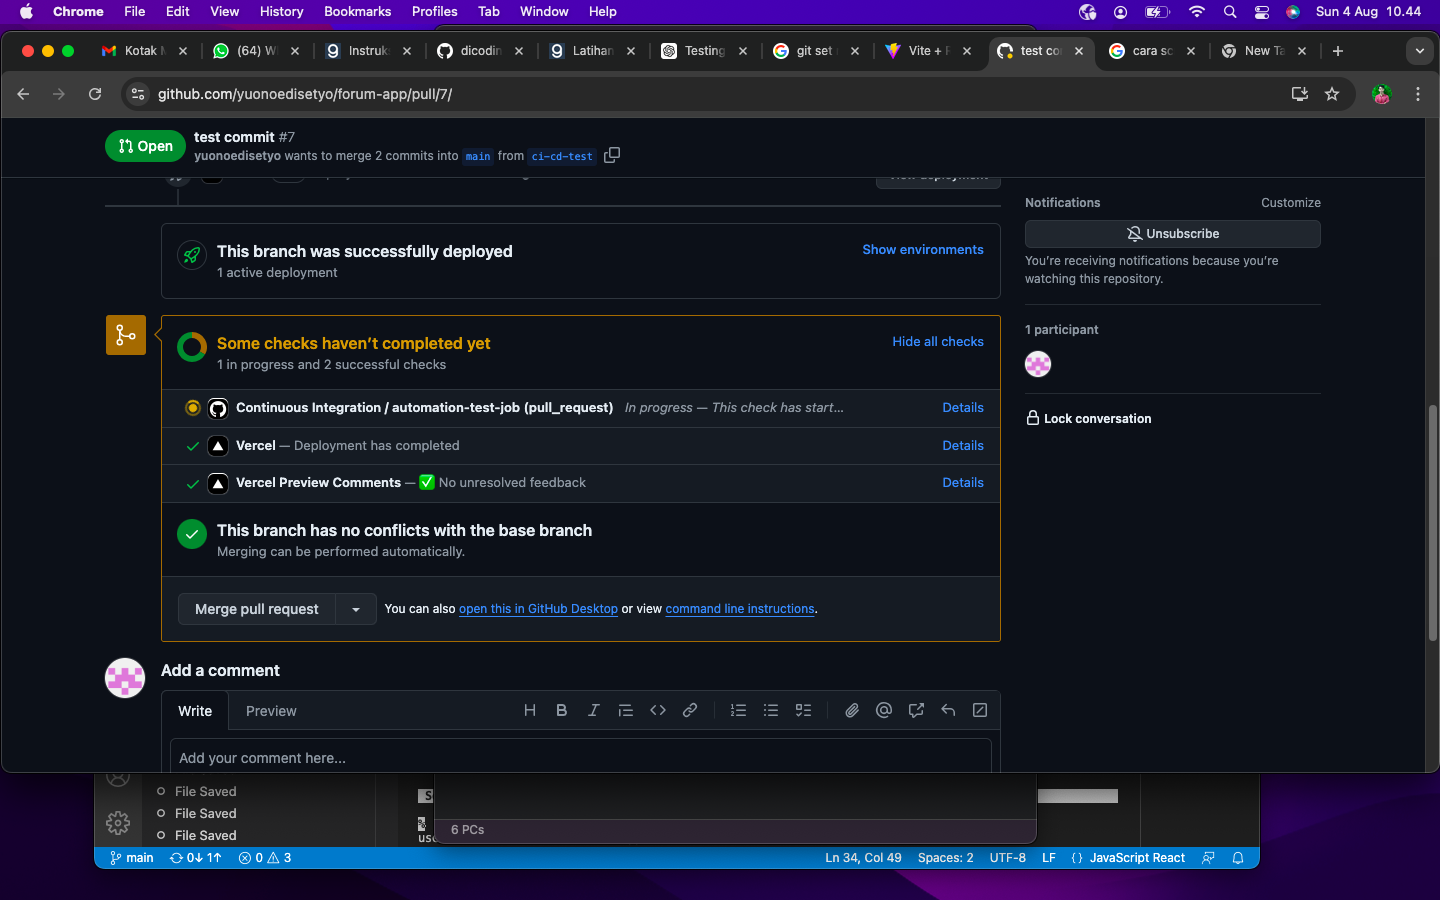 Chrome File Edit View History Bookmarks Profiles Tab Window Help Sun 4 Aug 10.44
Kotak M (64) W Instruks dicodin Latihan Testing git set Vite + R test co cara sc New Ta
github.com/yuonoedisetyo/forum-app/pull/7/
Open
test commit #7
yuonoedisetyo wants to merge 2 commits into main from ci-cd-test
This branch was successfully deployed
1 active deployment
Show environments
Some checks haven't completed yet
1 in progress and 2 successful checks
Hide all checks
Continuous Integration / automation-test-job (pull_request) In progress — This check has start... Details
Vercel — Deployment has completed Details
Vercel Preview Comments — ✅ No unresolved feedback Details
This branch has no conflicts with the base branch
Merging can be performed automatically.
Merge pull request You can also open this in GitHub Desktop or view command line instructions.
Add a comment
Write Preview
Add your comment here...
Notifications Customize
Unsubscribe
You're receiving notifications because you're
watching this repository.
1 participant
Lock conversation
File Saved
File Saved
File Saved
6 PCs
main 0↓ 1↑ 0 3 Ln 34, Col 49 Spaces: 2 UTF-8 LF {} JavaScript React